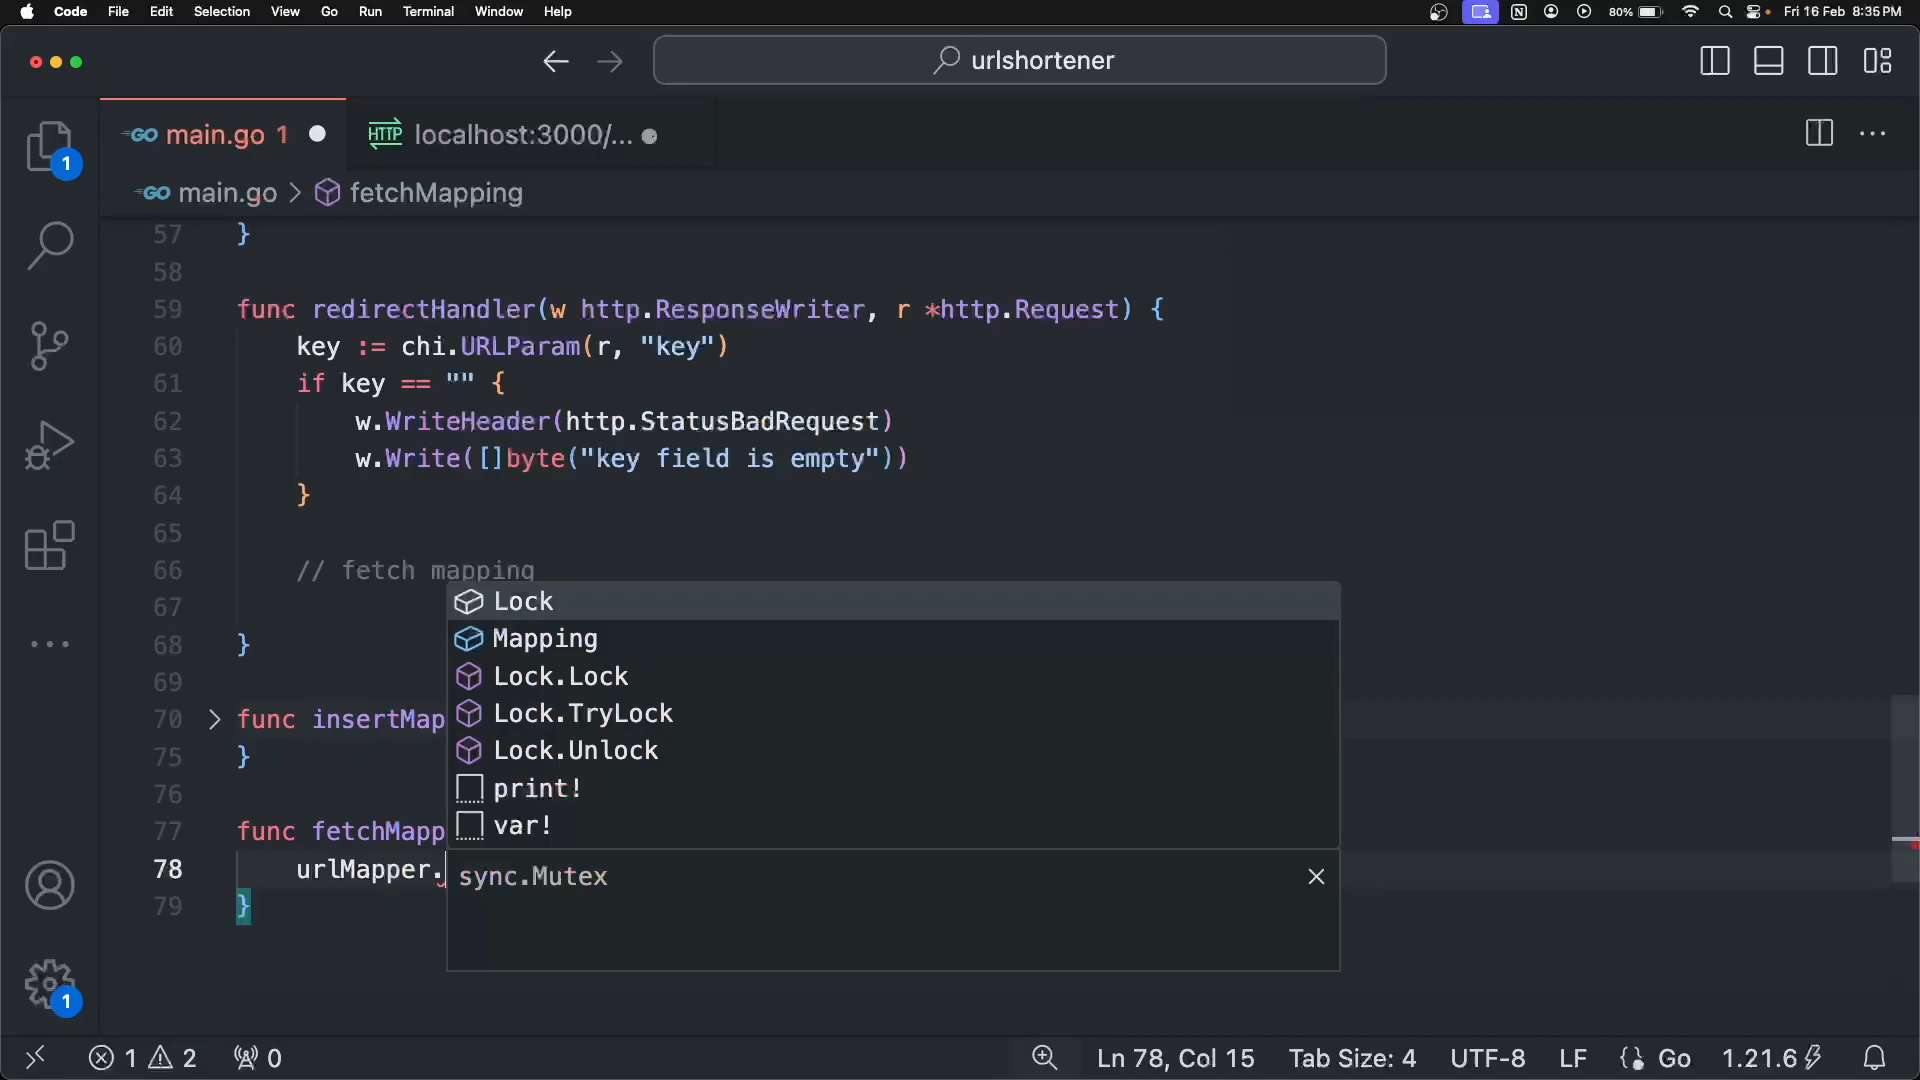 Code File Edit Selection View Go Run Terminal Window Help 80% Fri 16 Feb 8:35 PM
urlshortener
GO main.go 1 HTTP localhost:3000/...
1
GO main.go > fetchMapping
57 }
58
59 func redirectHandler(w http.ResponseWriter, r *http.Request) {
60 key := chi.URLParam(r, "key")
61 if key == "" {
62 w.WriteHeader(http.StatusBadRequest)
63 w.Write([]byte("key field is empty"))
64 }
65
66 // fetch mapping
67
Lock
Mapping
68 }
Lock.Lock
69
Lock.TryLock
70 > func insertMap
Lock.Unlock
75 }
76
print!
var!
77 func fetchMapp
78 urlMapper.
sync.Mutex
79 }
1
1 2 0 Ln 78, Col 15 Tab Size: 4 UTF-8 LF {} Go 1.21.6